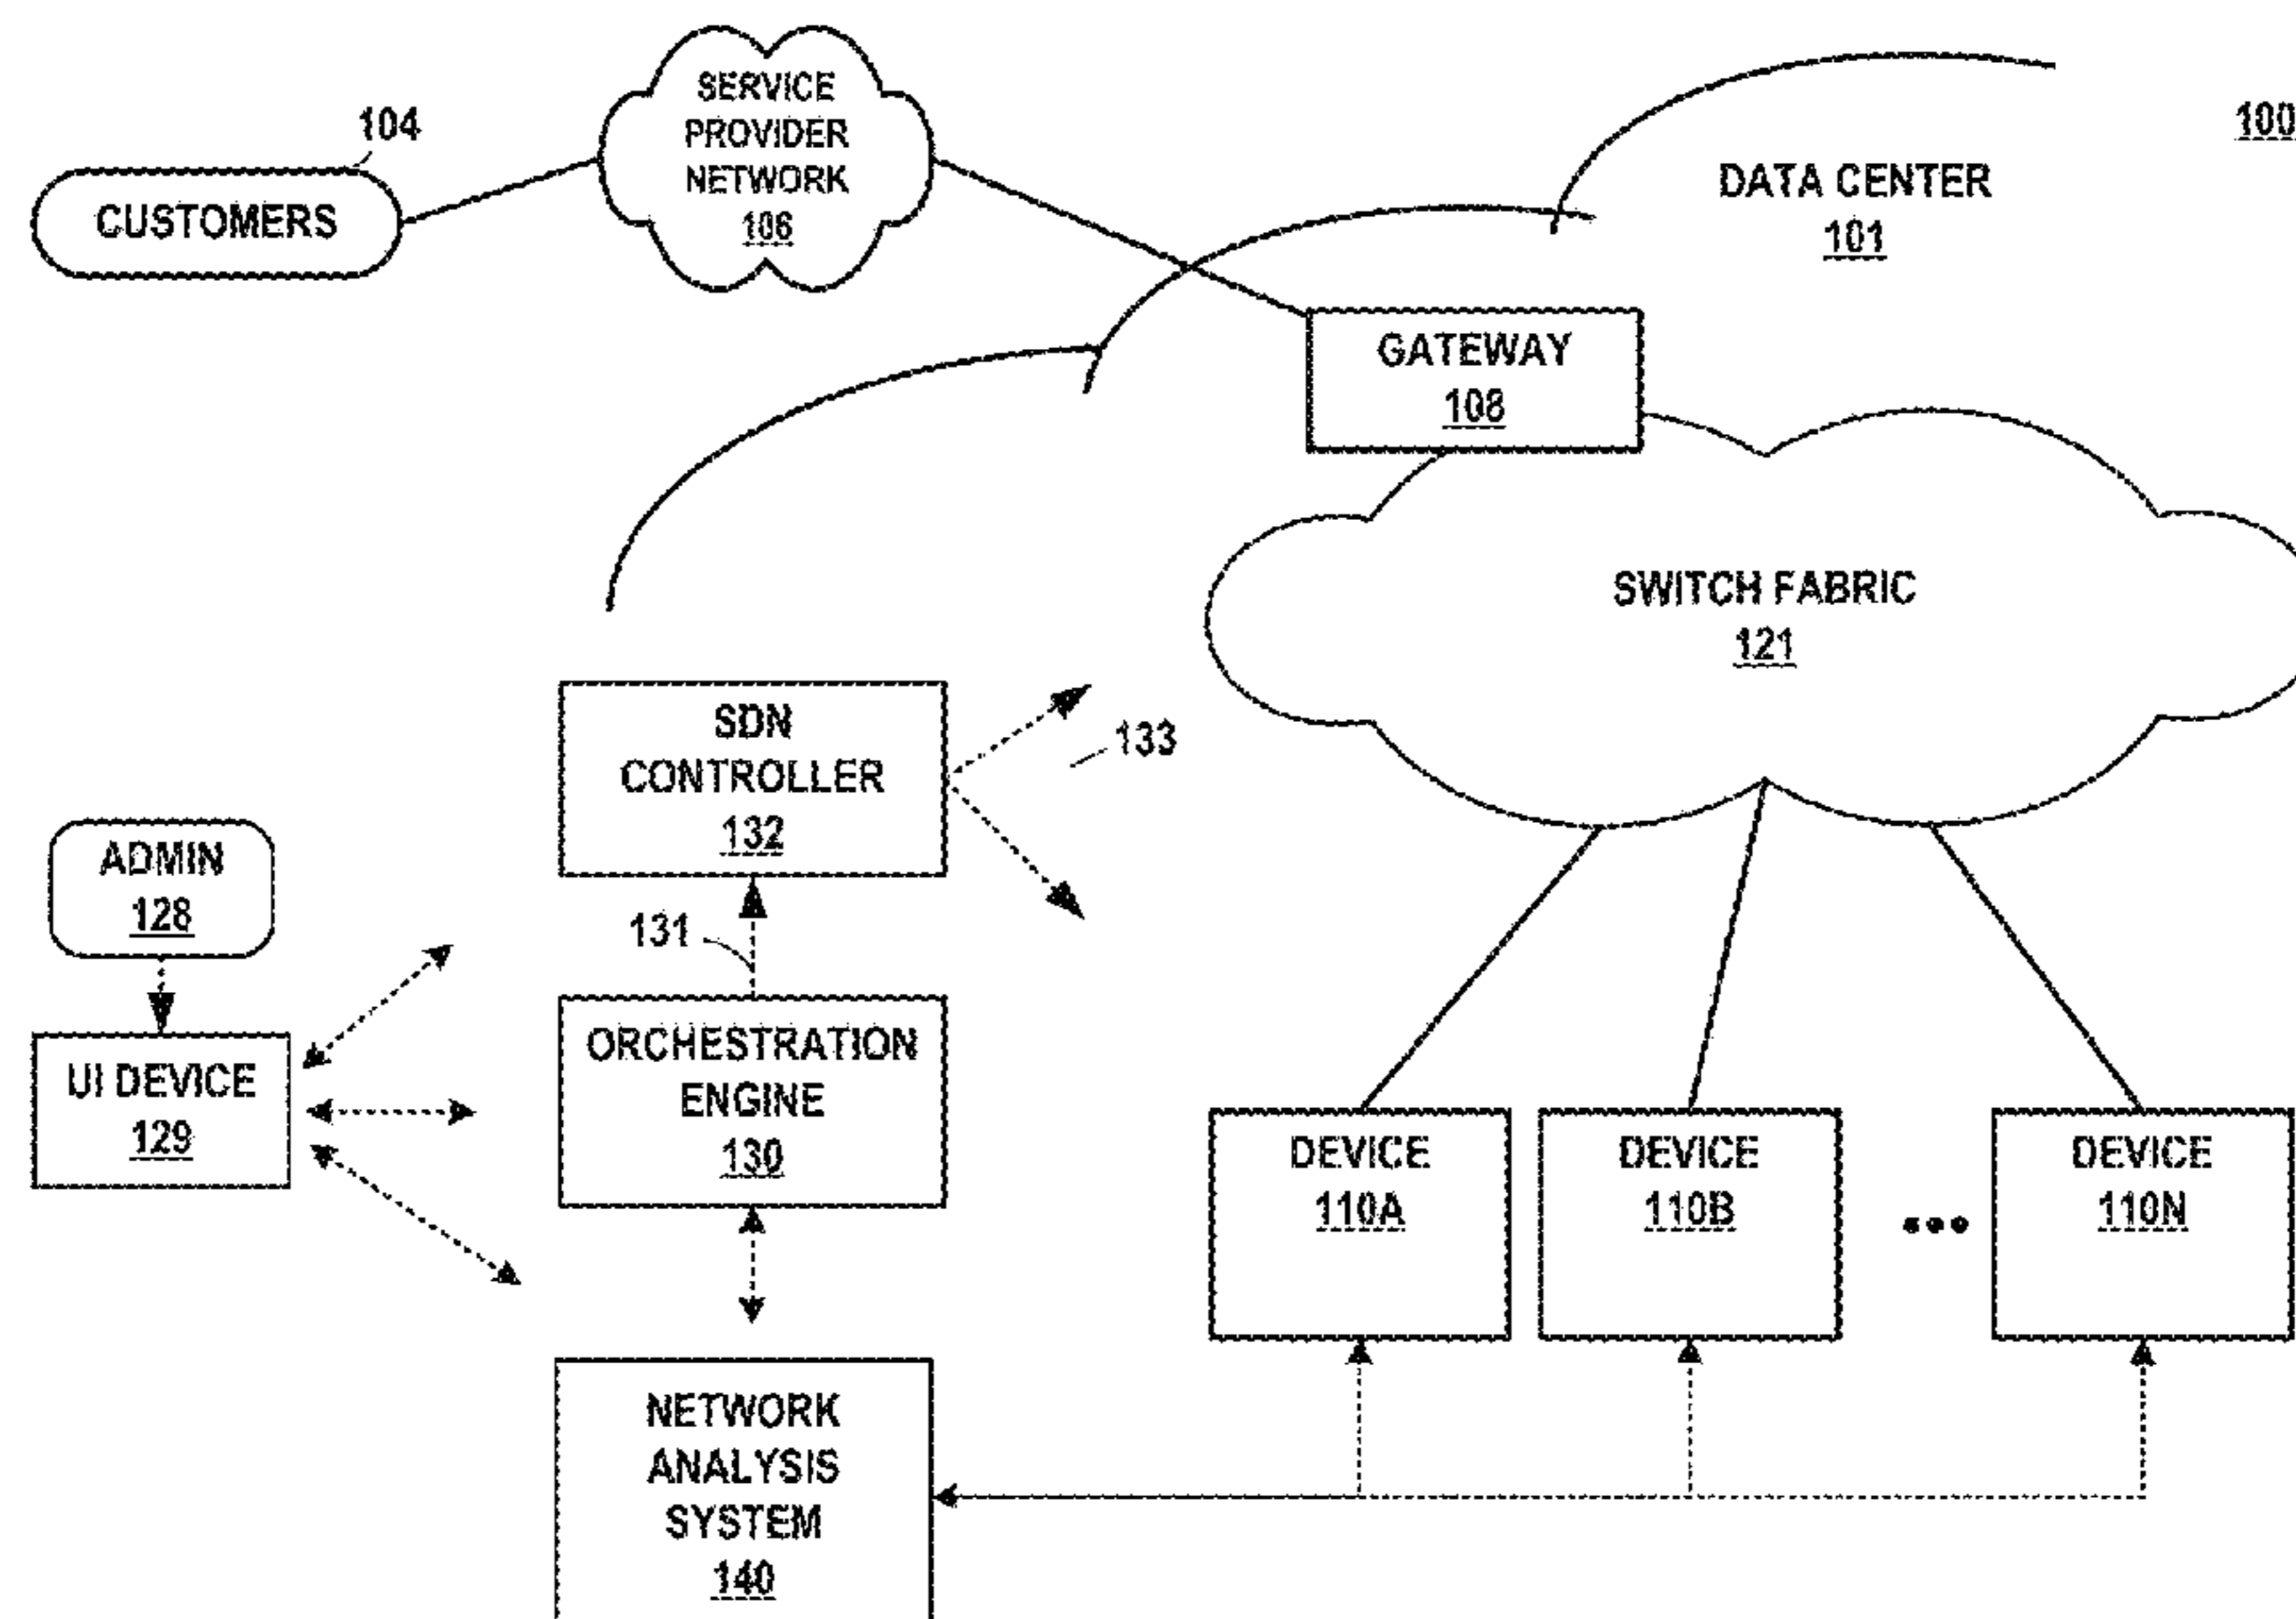 100
104
CUSTOMERS
SERVICE
PROVIDER
NETWORK
106
DATA CENTER
101
GATEWAY
108
SWITCH FABRIC
121
SDN
CONTROLLER
132
133
131
ADMIN
128
UI DEVICE
129
ORCHESTRATION
ENGINE
130
DEVICE
110A
DEVICE
110B
•••
DEVICE
110N
NETWORK
ANALYSIS
SYSTEM
140